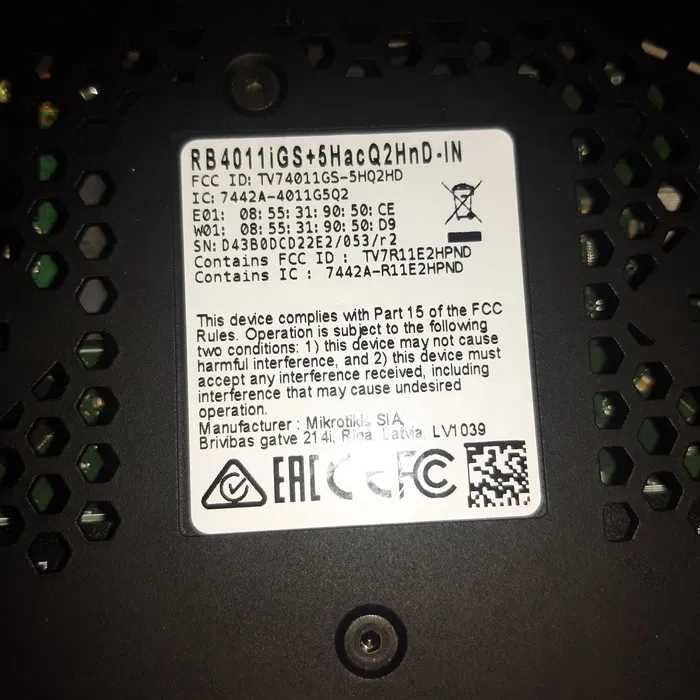 RB4011iGS+5HacQ2HnD-IN
FCC ID: TV74011GS-5HQ2HD
IC: 7442A-4011G5Q2
E01: 08:55:31:90:50:CE
W01: 08:55:31:90:50:D9
SN: D43B0DCD22E2/053/r2
Contains FCC ID : TV7R11E2HPND
Contains IC : 7442A-R11E2HPND
This device complies with Part 15 of the FCC
Rules. Operation is subject to the following
two conditions: 1) this device may not cause
harmful interference, and 2) this device must
accept any interference received, including
interference that may cause undesired
operation.
Manufacturer : Mikrotikls SIA,
Brivibas gatve 214i, Riga, Latvia, LV1039
EAC CE FC